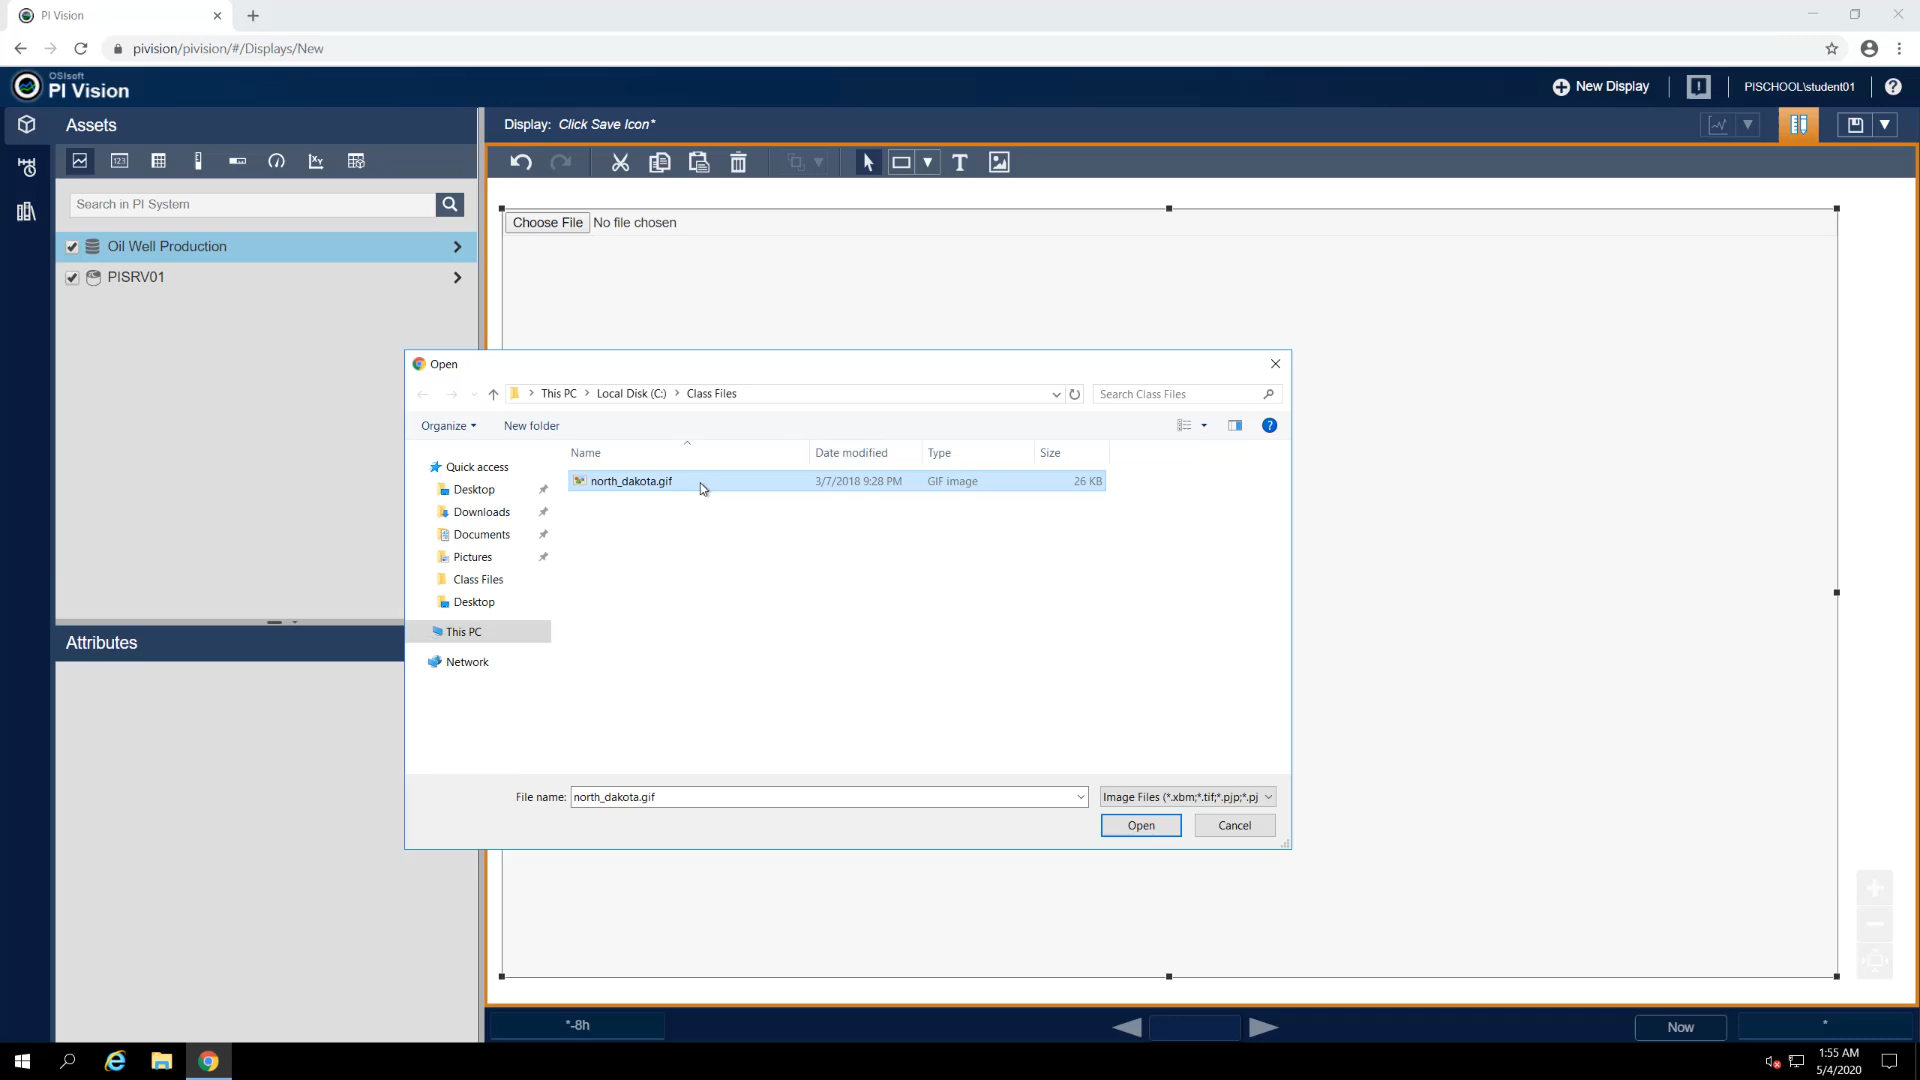 PI Vision
pivision/pivision/#/Displays/New
OSIsoft
PI Vision
New Display
PISCHOOL\student01
Assets
Display: Click Save Icon*
123
Search in PI System
Choose File No file chosen
Oil Well Production
PISRV01
Open
This PC Local Disk (C:) Class Files
Search Class Files
Organize New folder
Name Date modified Type Size
Quick access
north_dakota.gif 3/7/2018 9:28 PM GIF image 26 KB
Desktop
Downloads
Documents
Pictures
Class Files
Desktop
This PC
Network
Attributes
File name: north_dakota.gif Image Files (*.xbm;*.tif;*.pjp;*.pj
Open Cancel
*-8h
Now
*
1:55 AM
5/4/2020